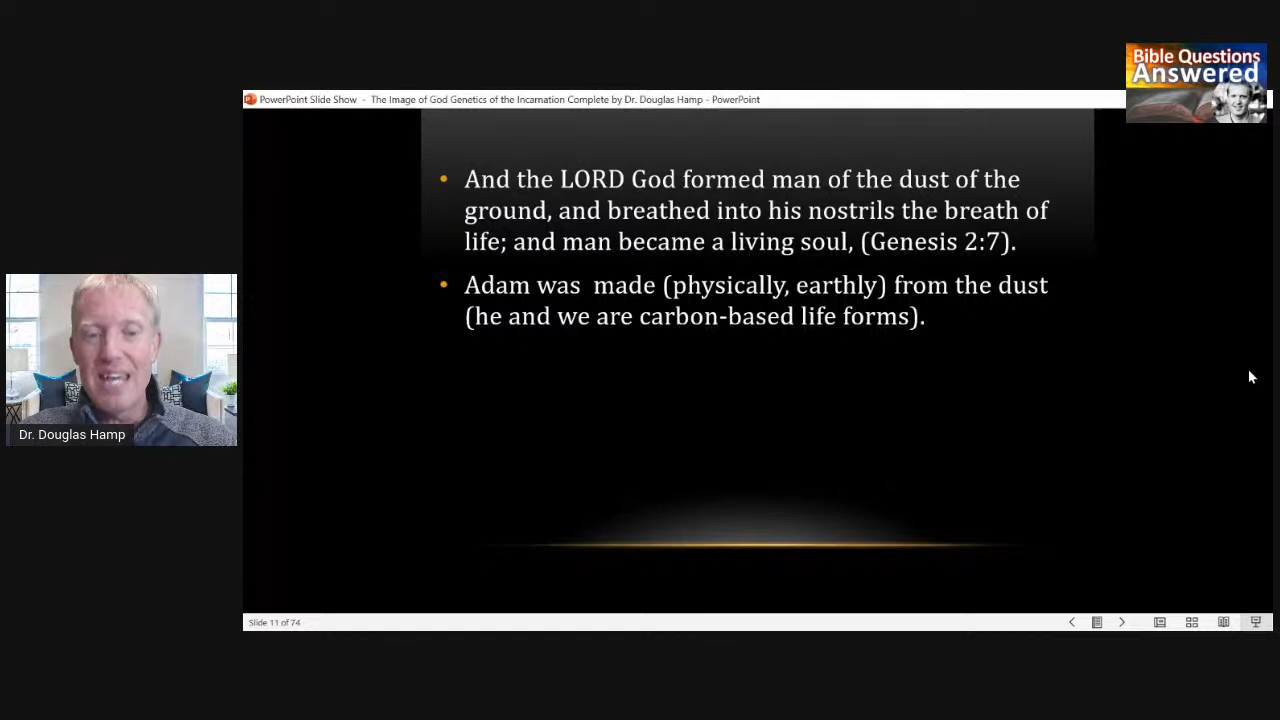 Bible Questions
Answered
PowerPoint Slide Show - The Image of God Genetics of the Incarnation Complete by Dr. Douglas Hamp - PowerPoint
• And the LORD God formed man of the dust of the
ground, and breathed into his nostrils the breath of
life; and man became a living soul, (Genesis 2:7).
• Adam was  made (physically, earthly) from the dust
(he and we are carbon-based life forms).
Dr. Douglas Hamp
Slide 11 of 74